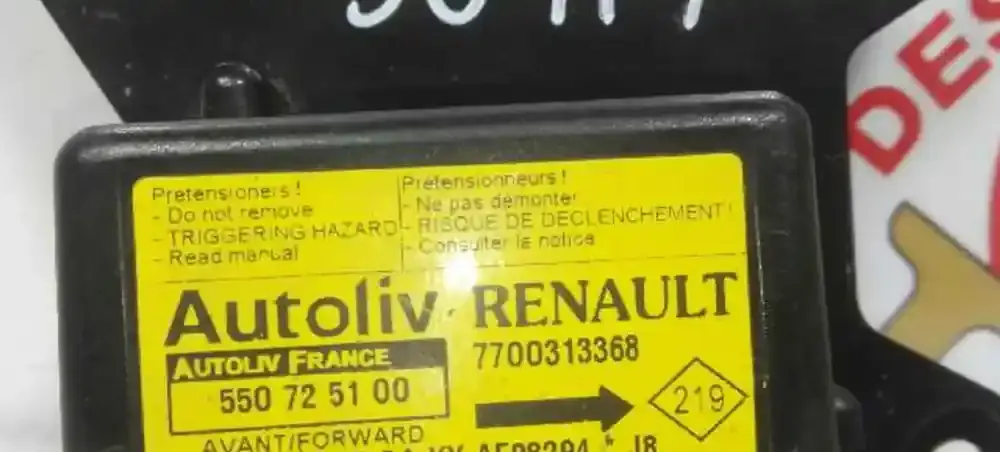 DES
Pretensioners !
- Do not remove
- TRIGGERING HAZARD
- Read manual
Prétensionneurs !
- Ne pas démonter
- RISQUE DE DECLENCHEMENT !
- Consulter la notice
Autoliv RENAULT
AUTOLIV FRANCE
7700313368
550 72 51 00
219
AVANT/FORWARD